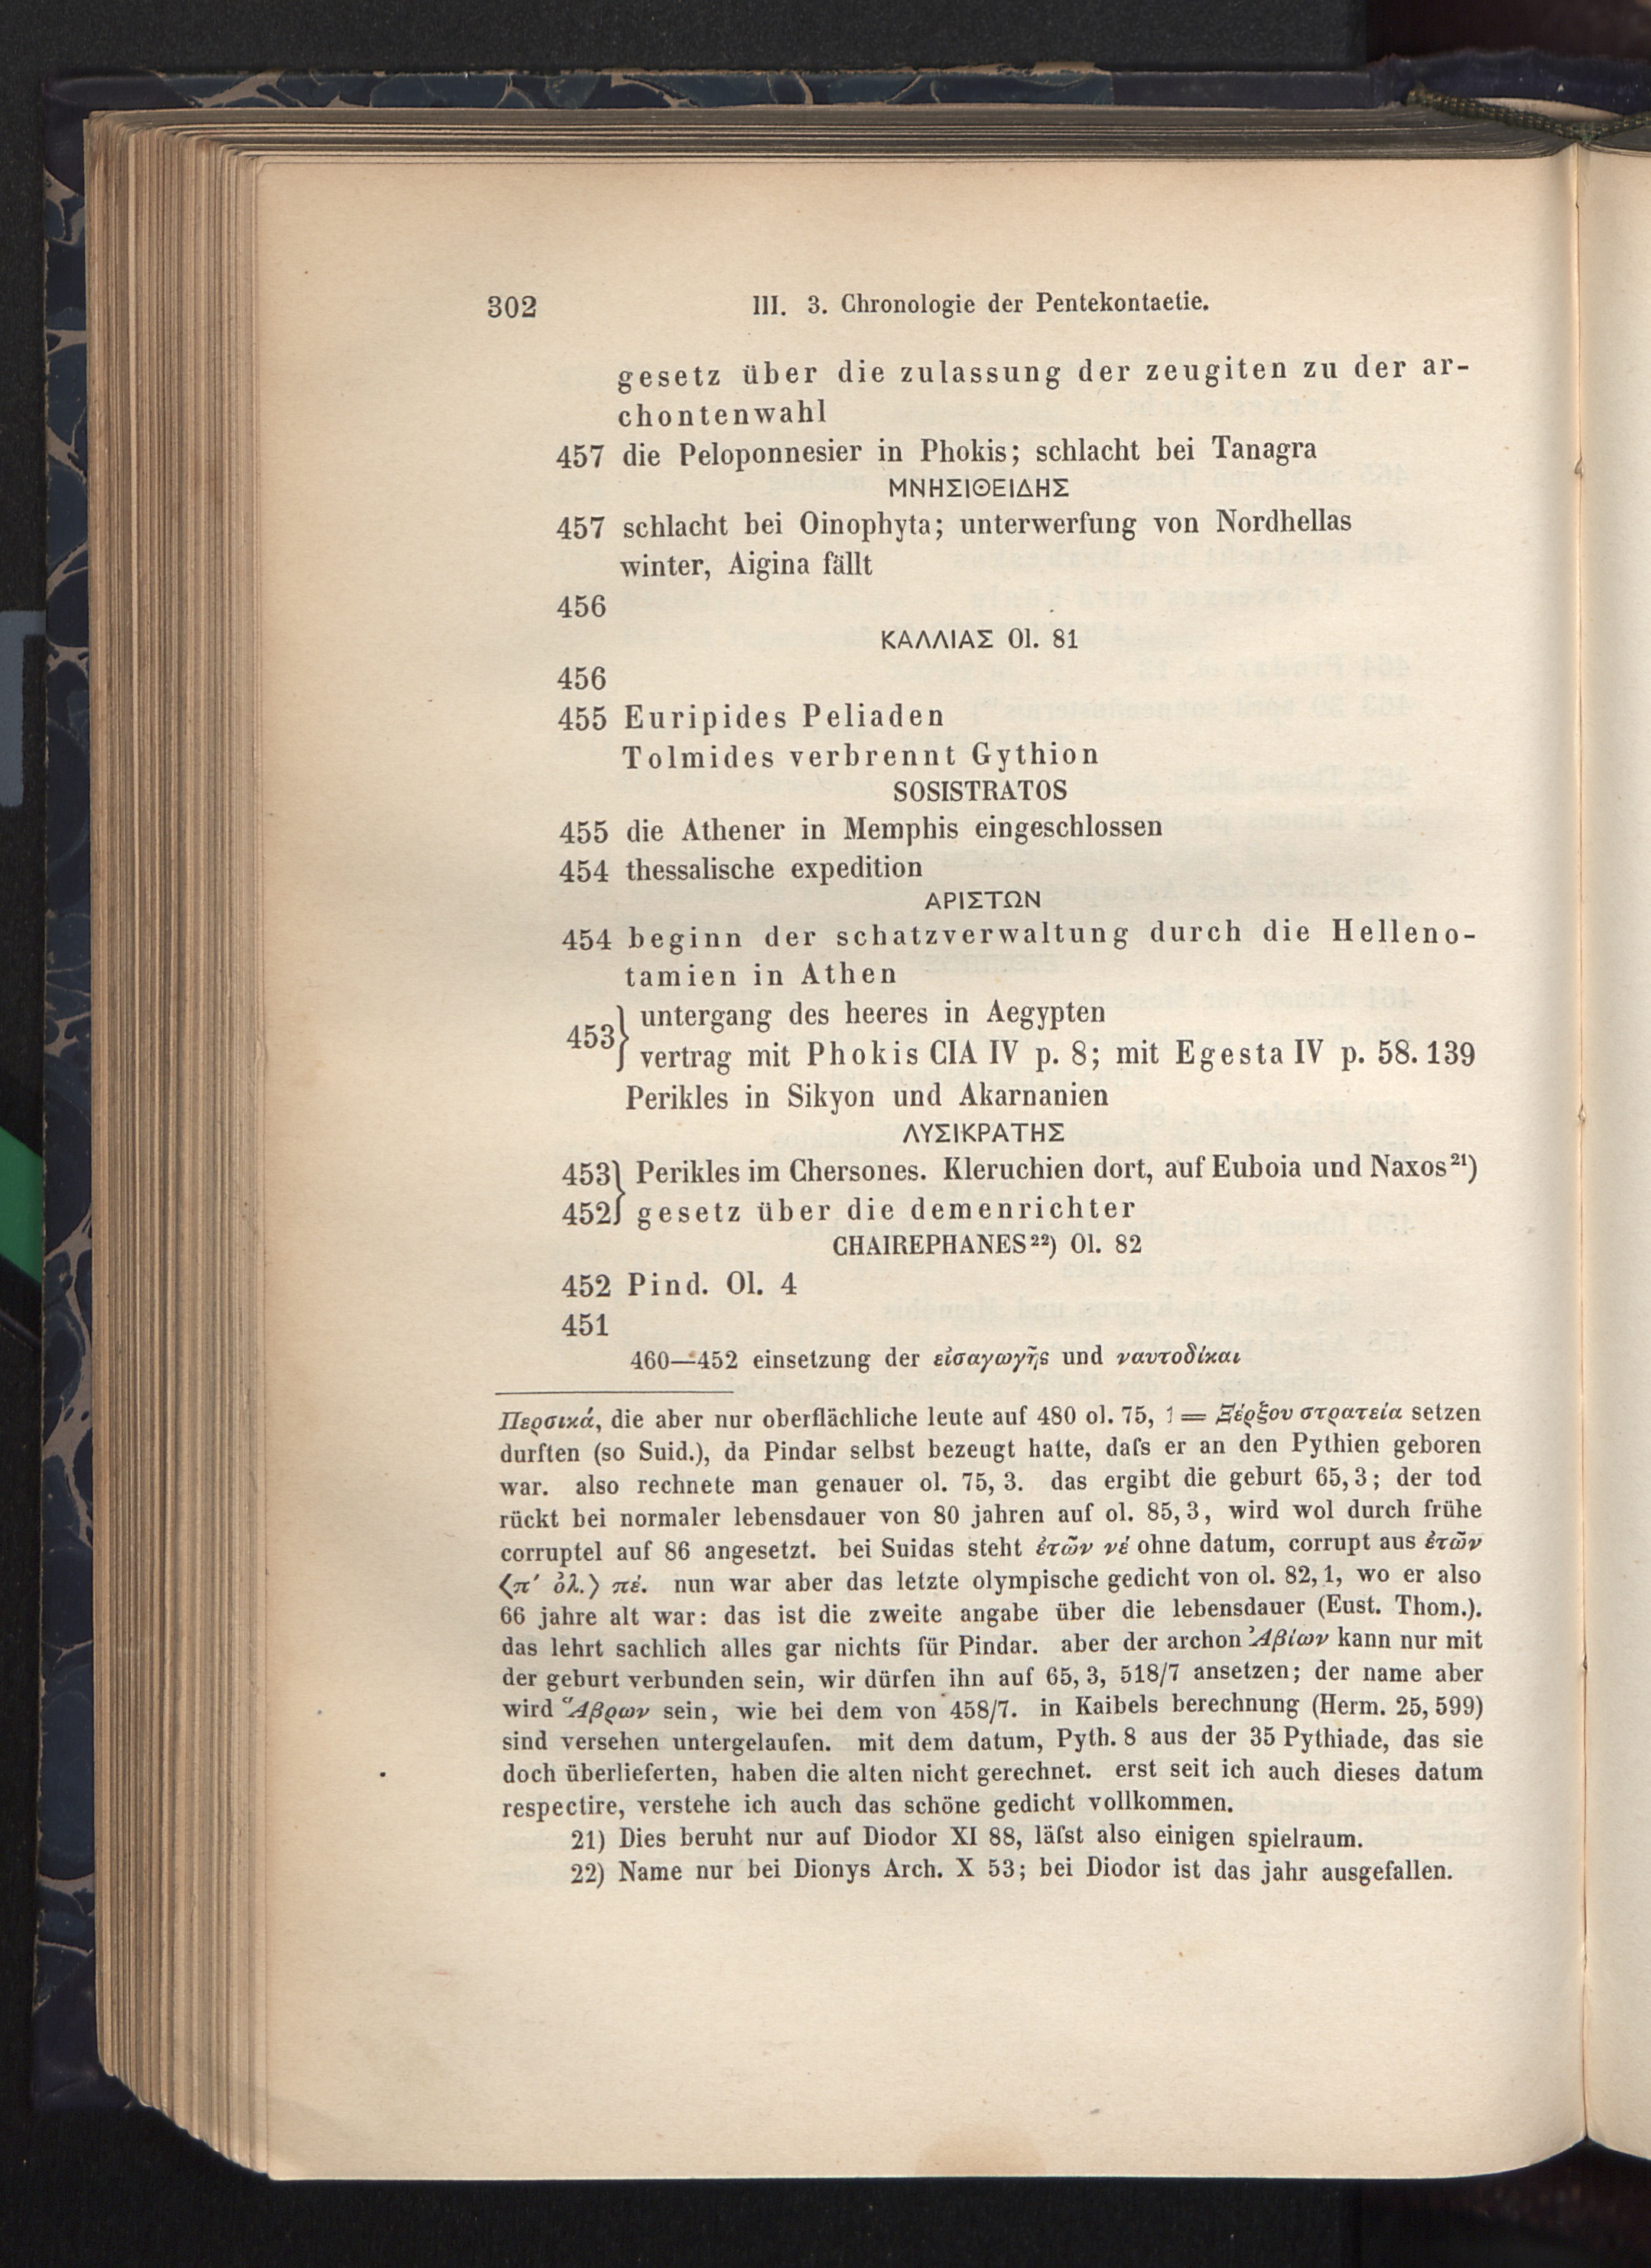 302 III. 3. Chronologie der Pentekontaetie.
gesetz über die zulassung der zeugiten zu der ar-
chontenwahl
457 die Peloponnesier in Phokis; schlacht bei Tanagra
ΜΝΗΣΙΘΕΙΔΗΣ
457 schlacht bei Oinophyta; unterwerfung von Nordhellas
winter, Aigina fällt
456
ΚΑΛΛΙΑΣ Ol. 81
456
455 Euripides Peliaden
Tolmides verbrennt Gythion
SOSISTRATOS
455 die Athener in Memphis eingeschlossen
454 thessalische expedition
ΑΡΙΣΤΩΝ
454 beginn der schatzverwaltung durch die Helleno-
tamien in Athen
untergang des heeres in Aegypten
453}
vertrag mit Phokis CIA IV p. 8; mit Egesta IV p. 58. 139
Perikles in Sikyon und Akarnanien
ΛΥΣΙΚΡΑΤΗΣ
453} Perikles im Chersones. Kleruchien dort, auf Euboia und Naxos²¹)
452} gesetz über die demenrichter
CHAIREPHANES²²) Ol. 82
452 Pind. Ol. 4
451
460—452 einsetzung der εἰσαγωγῆς und ναυτοδίκαι
Περσικά, die aber nur oberflächliche leute auf 480 ol. 75, 1 = Ξέρξου στρατεία setzen
durften (so Suid.), da Pindar selbst bezeugt hatte, daſs er an den Pythien geboren
war. also rechnete man genauer ol. 75, 3. das ergibt die geburt 65, 3; der tod
rückt bei normaler lebensdauer von 80 jahren auf ol. 85, 3, wird wol durch frühe
corruptel auf 86 angesetzt. bei Suidas steht ἐτῶν νέ ohne datum, corrupt aus ἐτῶν
⟨π′ ὀλ.⟩ πέ. nun war aber das letzte olympische gedicht von ol. 82, 1, wo er also
66 jahre alt war: das ist die zweite angabe über die lebensdauer (Eust. Thom.).
das lehrt sachlich alles gar nichts für Pindar. aber der archon Ἀβίων kann nur mit
der geburt verbunden sein, wir dürfen ihn auf 65, 3, 518/7 ansetzen; der name aber
wird Ἅβρων sein, wie bei dem von 458/7. in Kaibels berechnung (Herm. 25, 599)
sind versehen untergelaufen. mit dem datum, Pyth. 8 aus der 35 Pythiade, das sie
doch überlieferten, haben die alten nicht gerechnet. erst seit ich auch dieses datum
respectire, verstehe ich auch das schöne gedicht vollkommen.
21) Dies beruht nur auf Diodor XI 88, läſst also einigen spielraum.
22) Name nur bei Dionys Arch. X 53; bei Diodor ist das jahr ausgefallen.